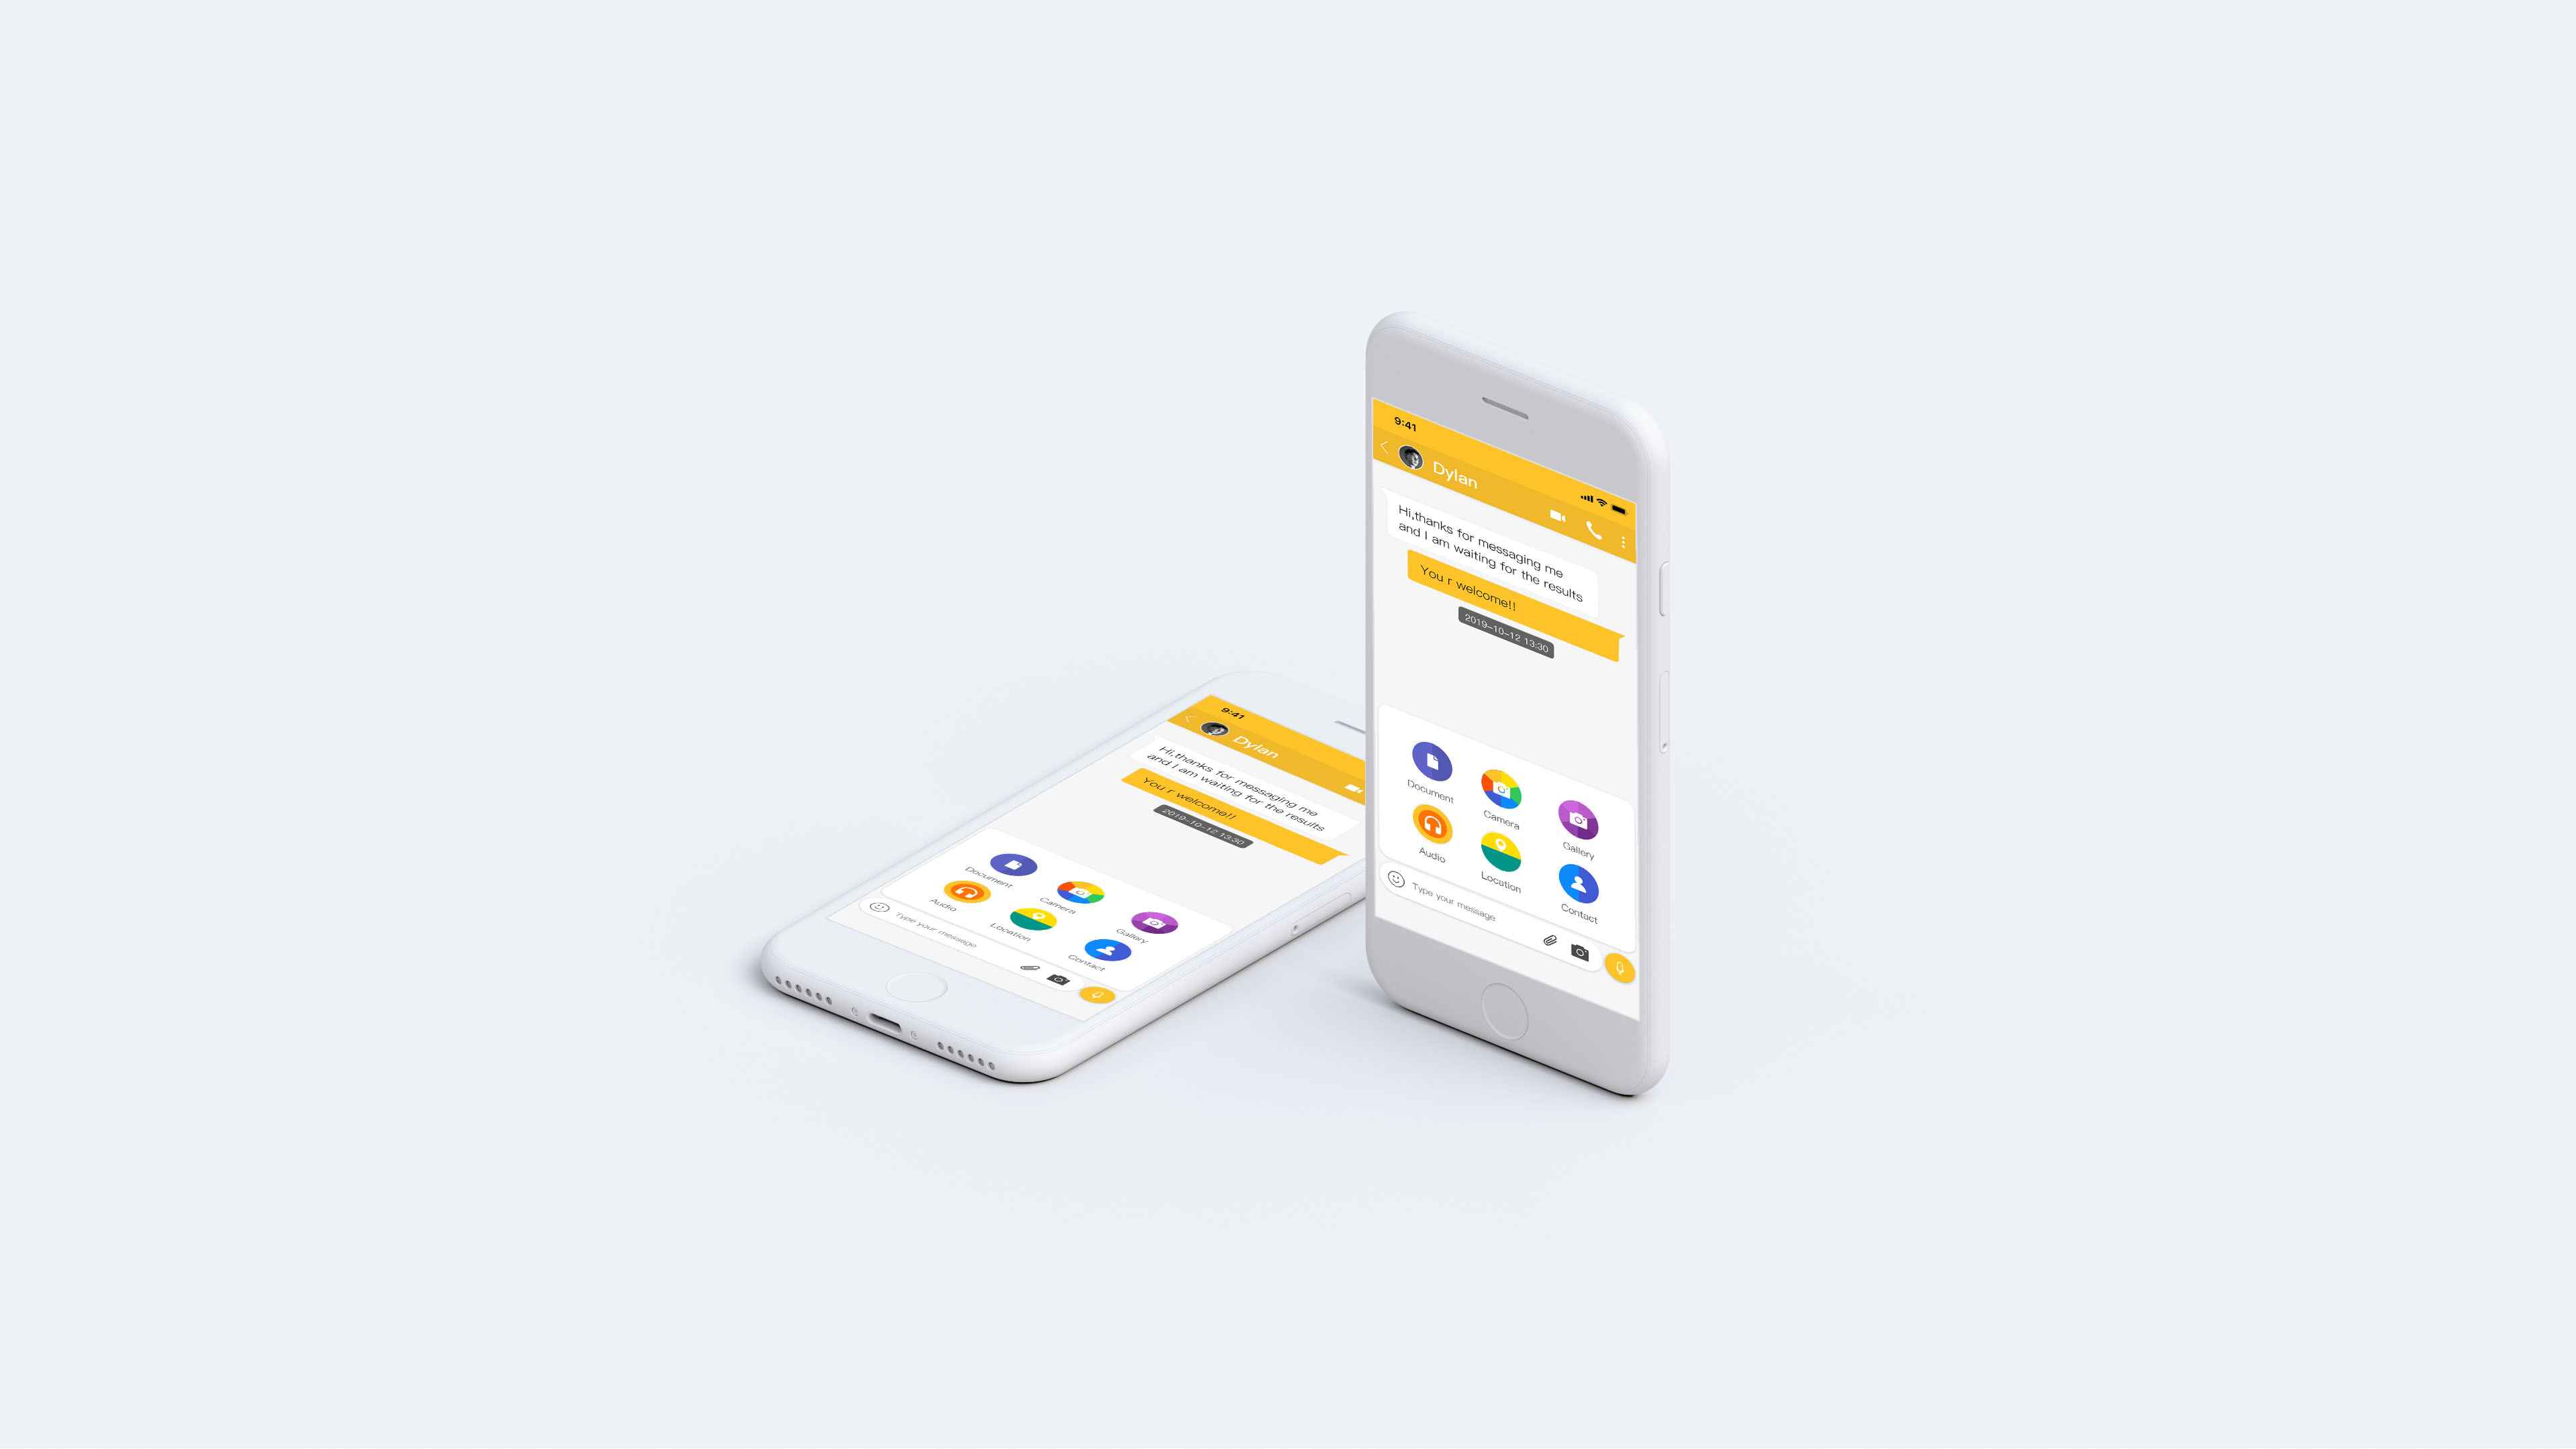 9:41
Dylan
Hi,thanks for messaging me
and I am waiting for the results
You r welcome!!
2019-10-12 13:30
Document
Camera
Gallery
Audio
Location
Contact
Type your message
9:41
Dylan
Hi,thanks for messaging me
and I am waiting for the results
You r welcome!!
2019-10-12 13:30
Document
Camera
Gallery
Audio
Location
Contact
Type your message